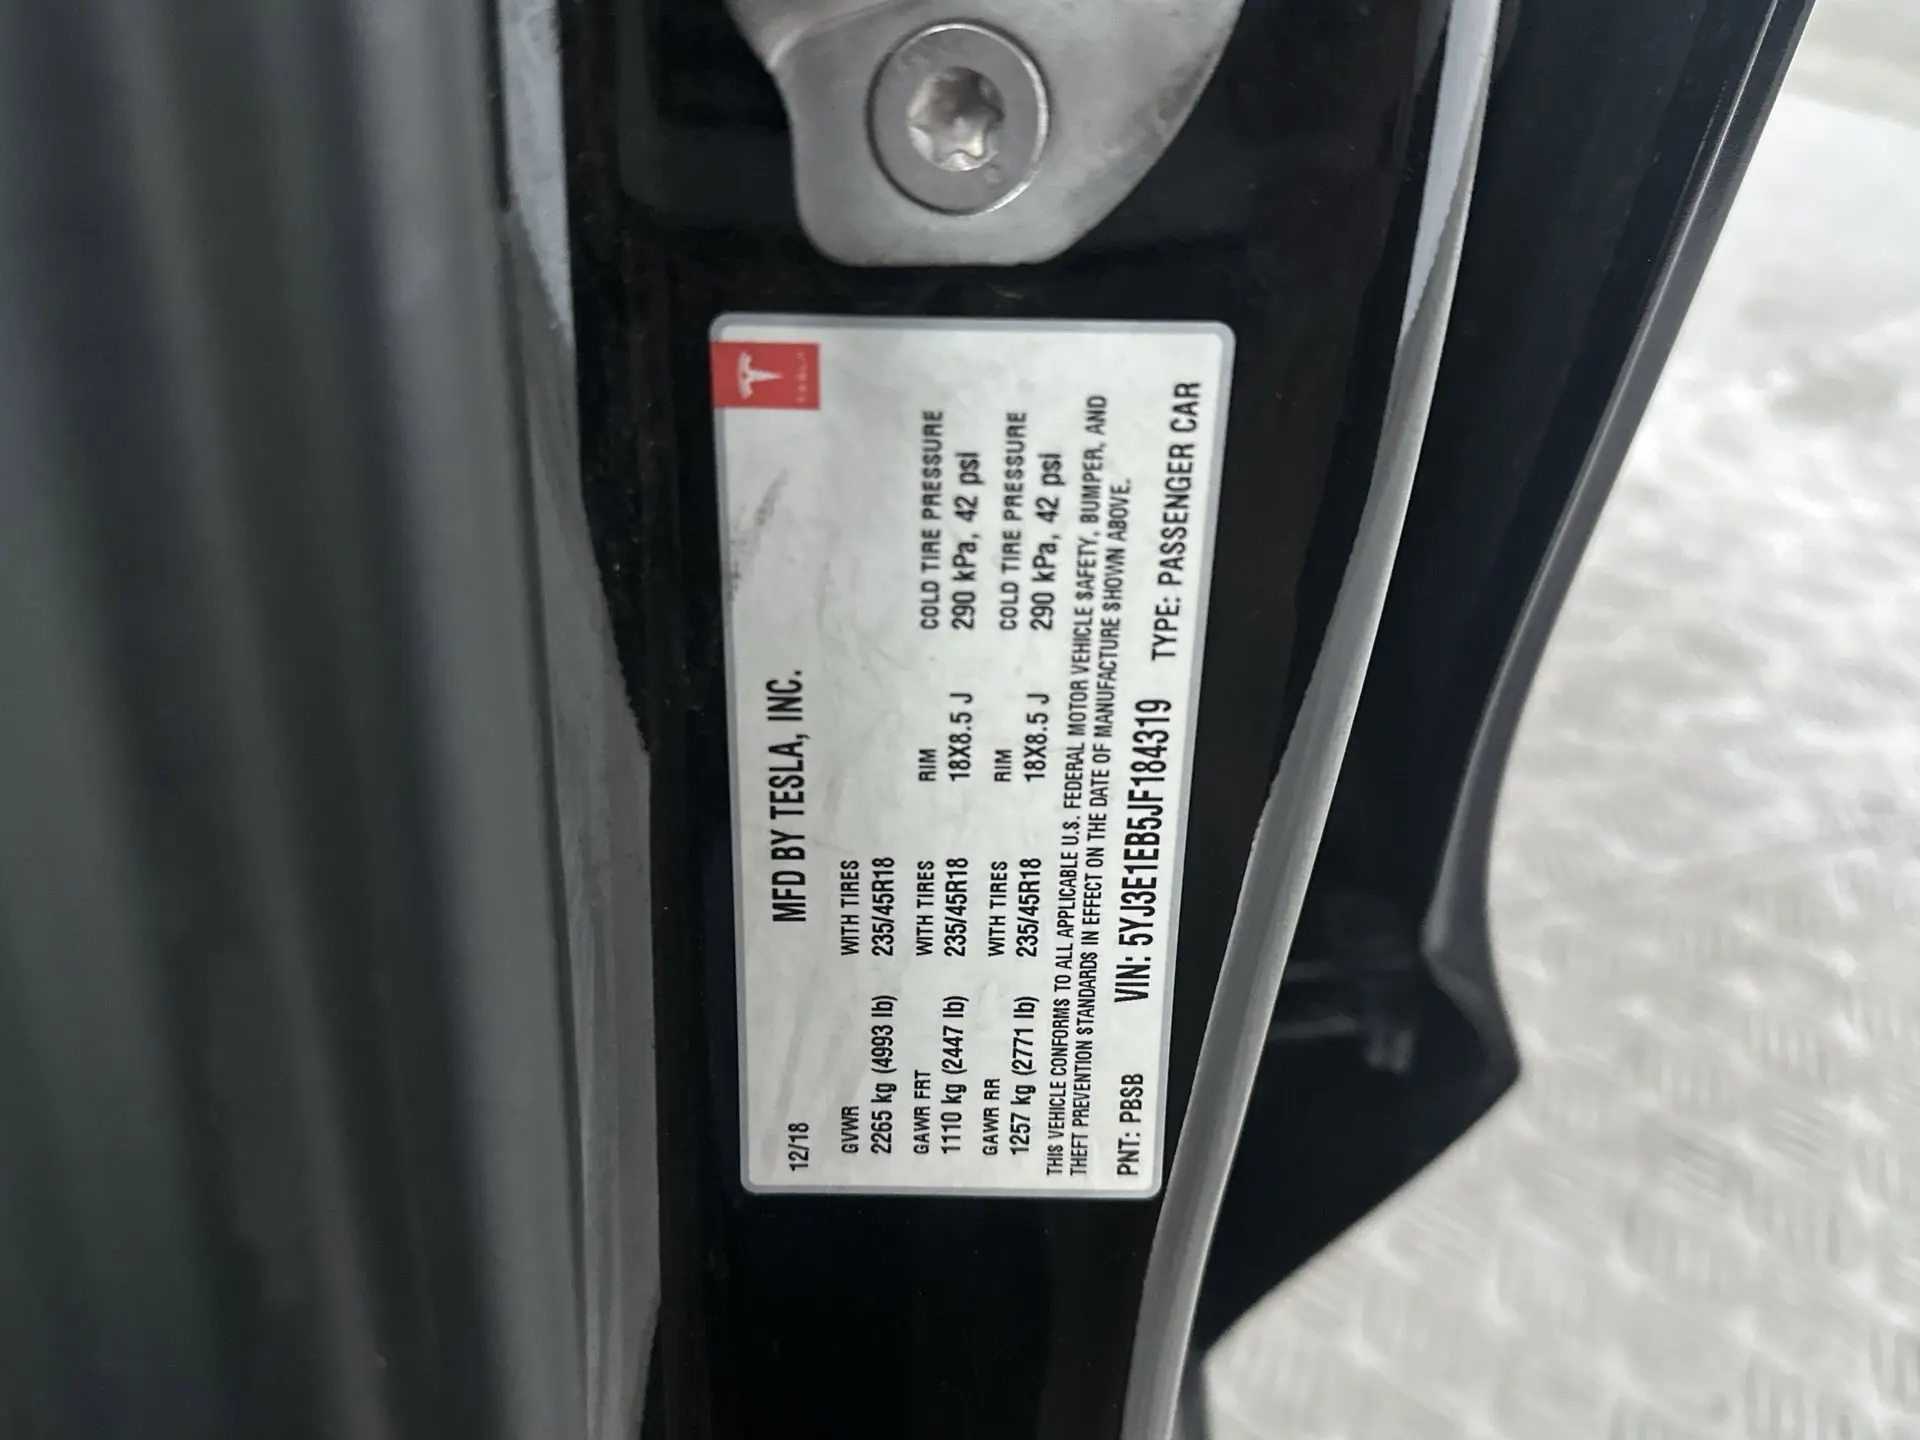 TESLA
MFD BY TESLA, INC.
12/18
GVWR WITH TIRES
2265 kg (4993 lb) 235/45R18
GAWR FRT WITH TIRES RIM COLD TIRE PRESSURE
1110 kg (2447 lb) 235/45R18 18X8.5 J 290 kPa, 42 psi
GAWR RR WITH TIRES RIM COLD TIRE PRESSURE
1257 kg (2771 lb) 235/45R18 18X8.5 J 290 kPa, 42 psi
THIS VEHICLE CONFORMS TO ALL APPLICABLE U.S. FEDERAL MOTOR VEHICLE SAFETY, BUMPER, AND
THEFT PREVENTION STANDARDS IN EFFECT ON THE DATE OF MANUFACTURE SHOWN ABOVE.
PNT: PBSB VIN: 5YJ3E1EB5JF184319 TYPE: PASSENGER CAR